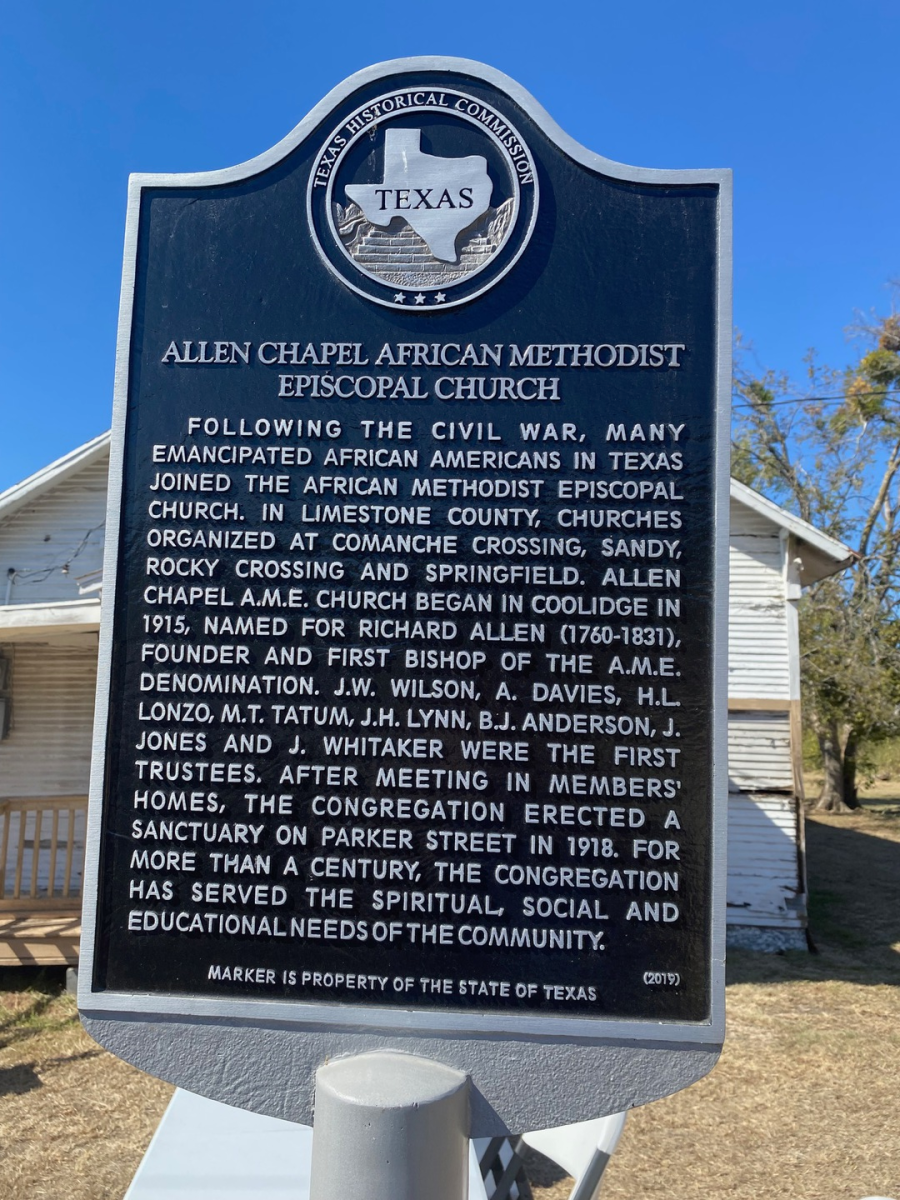 TEXAS HISTORICAL COMMISSION
TEXAS
ALLEN CHAPEL AFRICAN METHODIST
EPISCOPAL CHURCH
FOLLOWING THE CIVIL WAR, MANY
EMANCIPATED AFRICAN AMERICANS IN TEXAS
JOINED THE AFRICAN METHODIST EPISCOPAL
CHURCH. IN LIMESTONE COUNTY, CHURCHES
ORGANIZED AT COMANCHE CROSSING, SANDY,
ROCKY CROSSING AND SPRINGFIELD. ALLEN
CHAPEL A.M.E. CHURCH BEGAN IN COOLIDGE IN
1915, NAMED FOR RICHARD ALLEN (1760-1831),
FOUNDER AND FIRST BISHOP OF THE A.M.E.
DENOMINATION. J.W. WILSON, A. DAVIES, H.L.
LONZO, M.T. TATUM, J.H. LYNN, B.J. ANDERSON, J.
JONES AND J. WHITAKER WERE THE FIRST
TRUSTEES. AFTER MEETING IN MEMBERS'
HOMES, THE CONGREGATION ERECTED A
SANCTUARY ON PARKER STREET IN 1918. FOR
MORE THAN A CENTURY, THE CONGREGATION
HAS SERVED THE SPIRITUAL, SOCIAL AND
EDUCATIONAL NEEDS OF THE COMMUNITY.
(2019)
MARKER IS PROPERTY OF THE STATE OF TEXAS